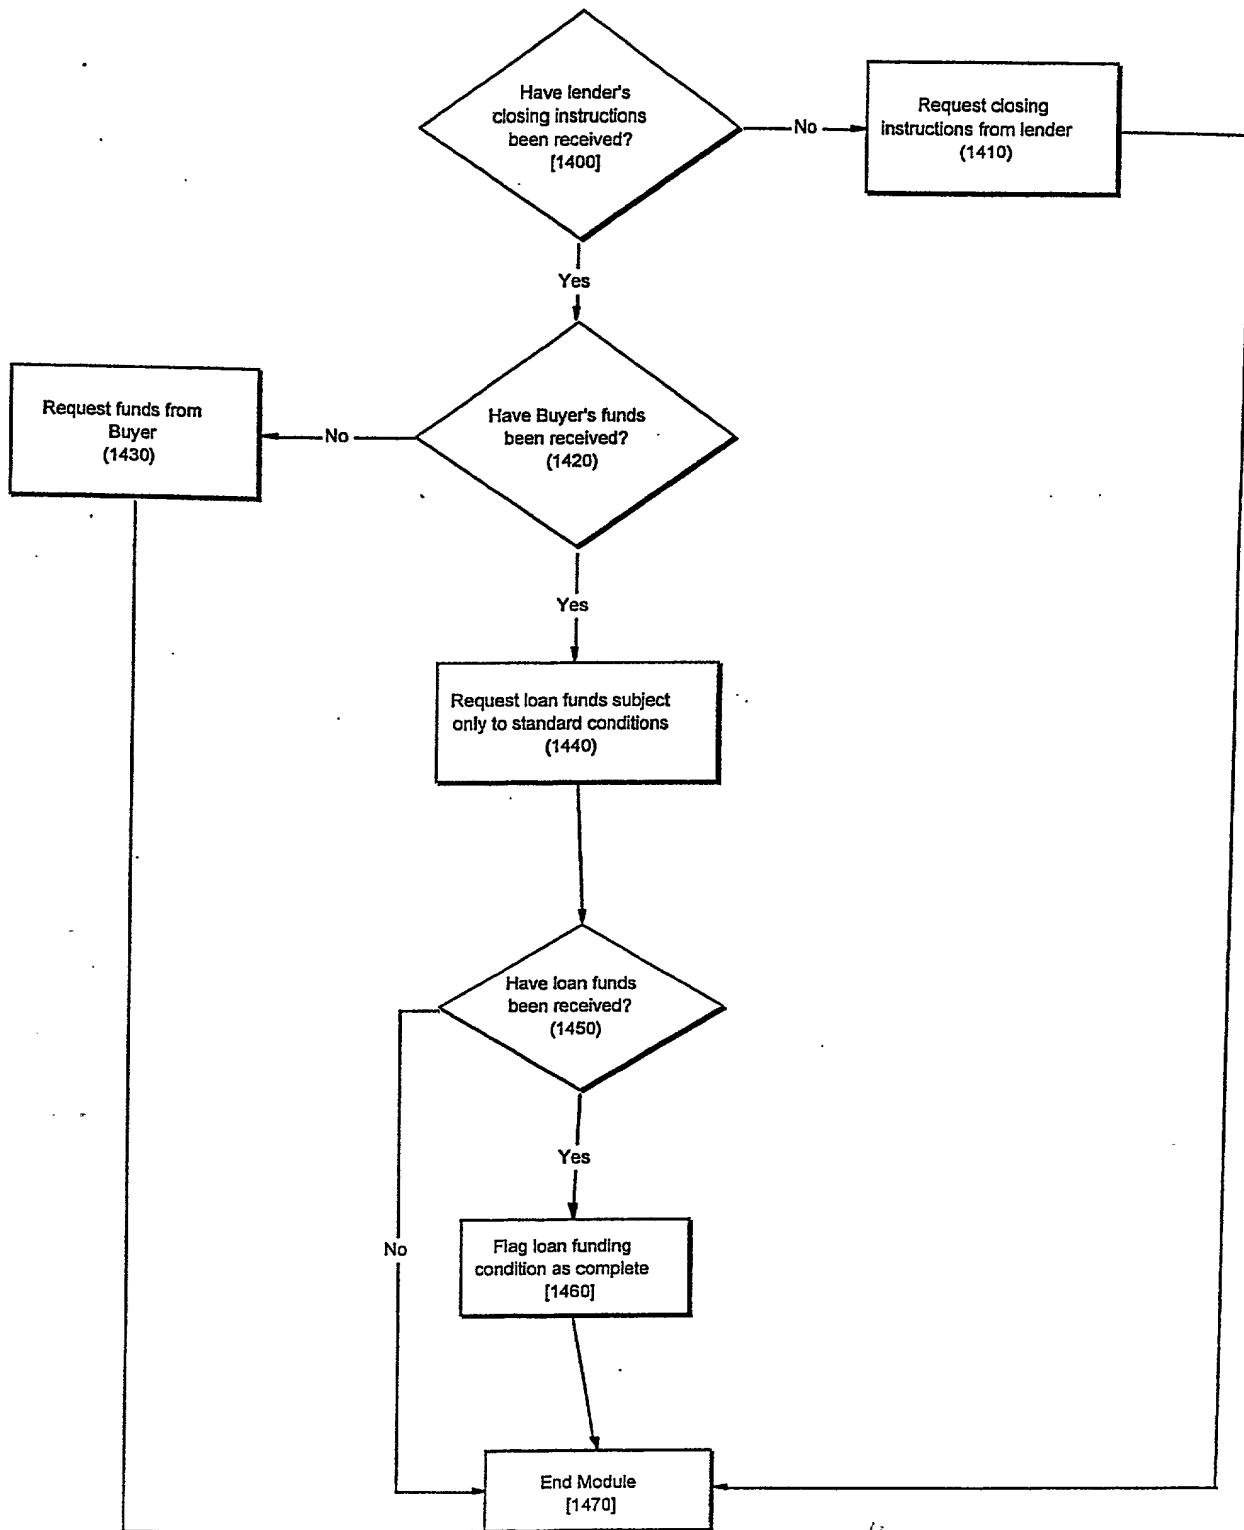 Have lender's
closing instructions
been received?
[1400]
No
Request closing
instructions from lender
(1410)
Yes
Request funds from
Buyer
(1430)
No
Have Buyer's funds
been received?
(1420)
Yes
Request loan funds subject
only to standard conditions
(1440)
Have loan funds
been received?
(1450)
Yes
No
Flag loan funding
condition as complete
[1460]
End Module
[1470]